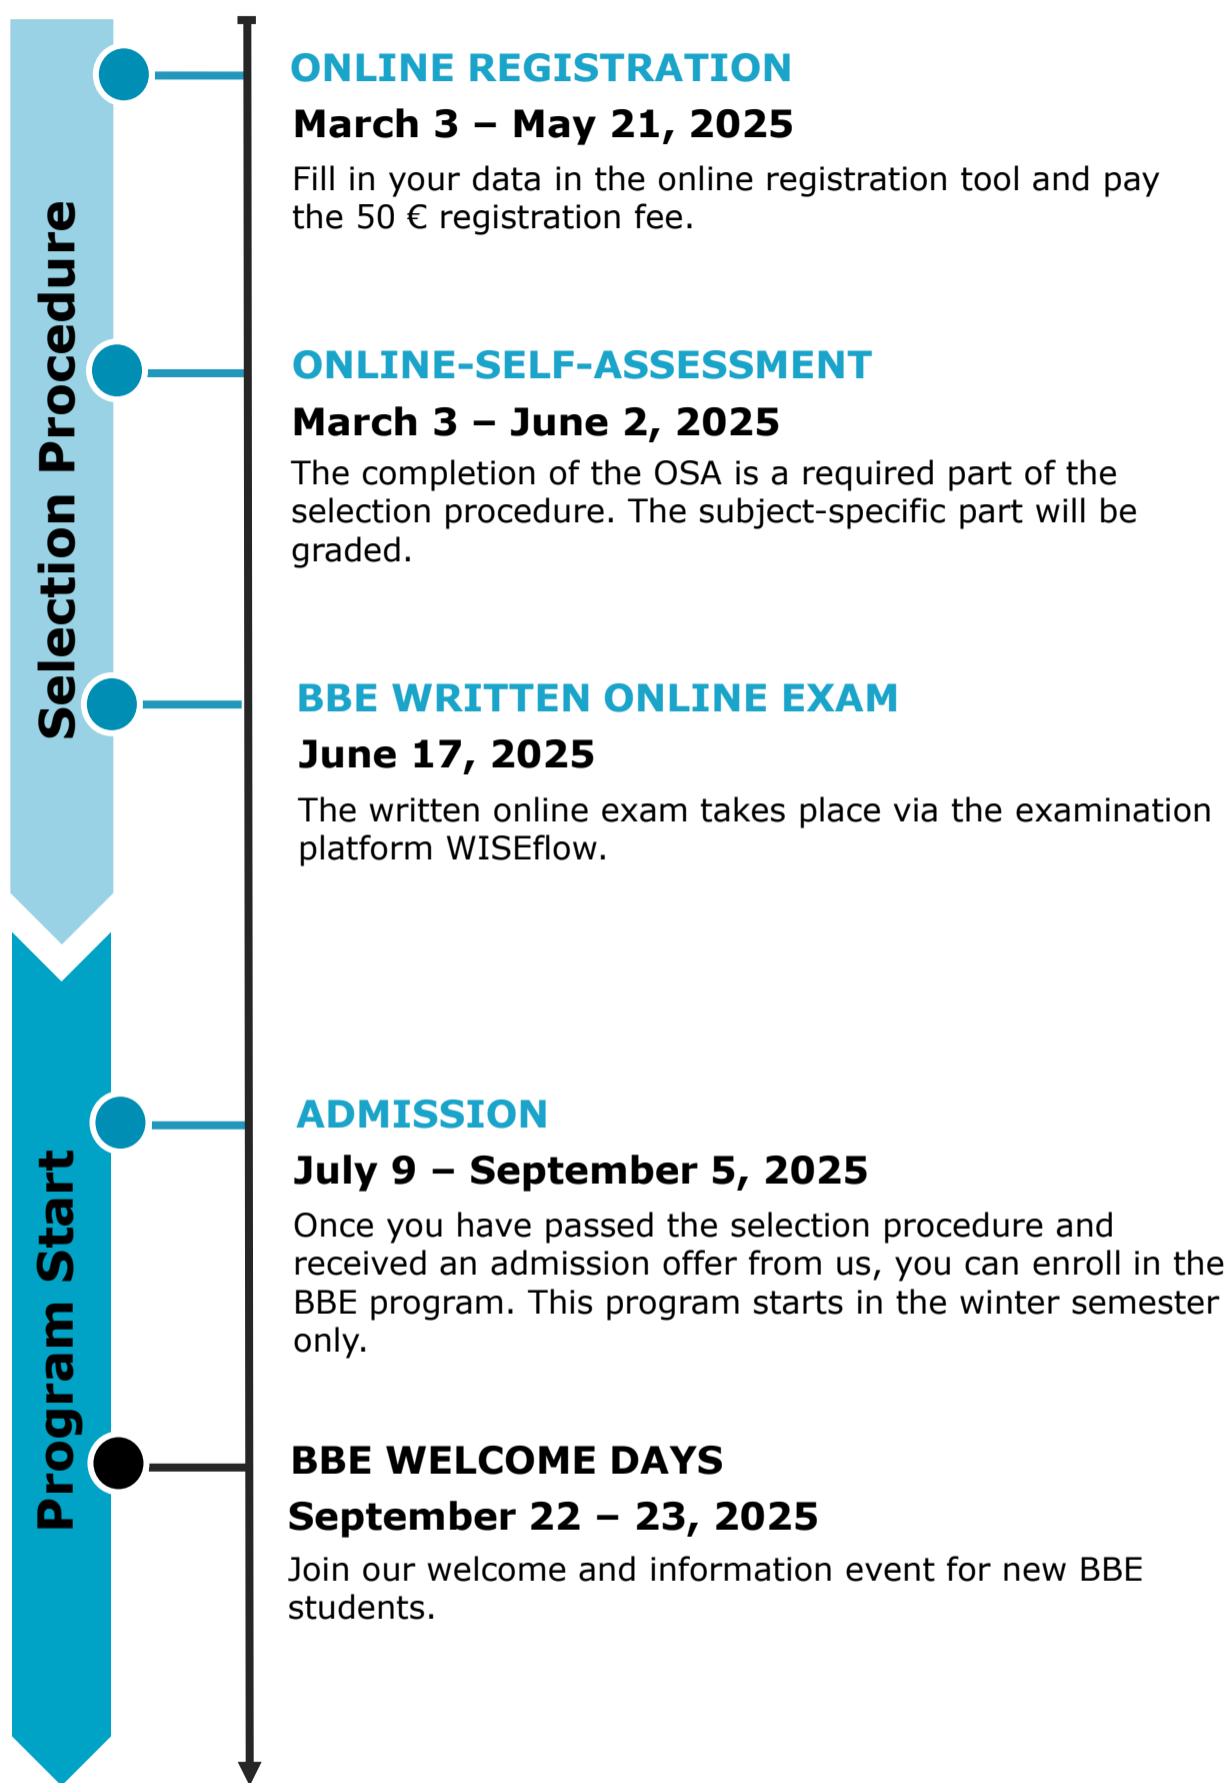 Selection Procedure
ONLINE REGISTRATION
March 3 – May 21, 2025
Fill in your data in the online registration tool and pay
the 50 € registration fee.
ONLINE-SELF-ASSESSMENT
March 3 – June 2, 2025
The completion of the OSA is a required part of the
selection procedure. The subject-specific part will be
graded.
BBE WRITTEN ONLINE EXAM
June 17, 2025
The written online exam takes place via the examination
platform WISEflow.
Program Start
ADMISSION
July 9 – September 5, 2025
Once you have passed the selection procedure and
received an admission offer from us, you can enroll in the
BBE program. This program starts in the winter semester
only.
BBE WELCOME DAYS
September 22 – 23, 2025
Join our welcome and information event for new BBE
students.